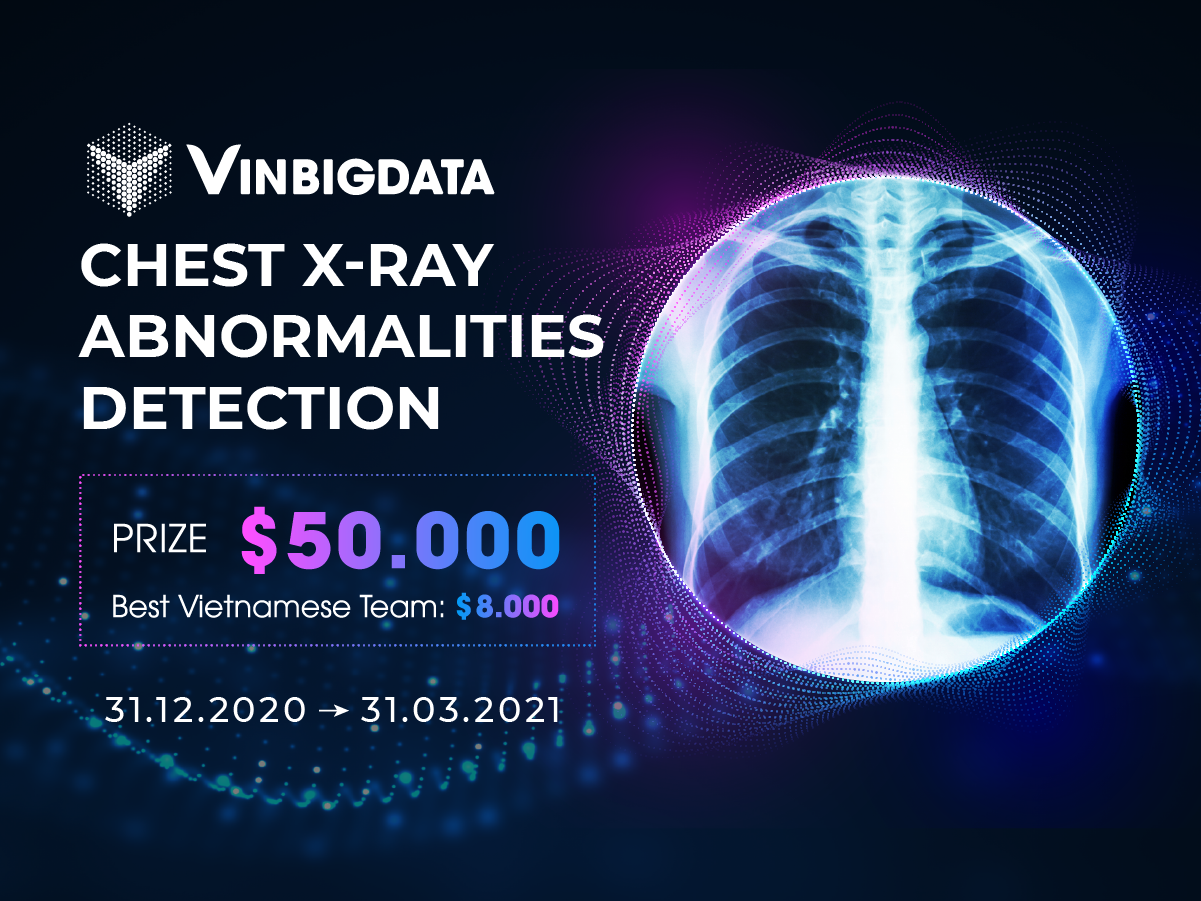 VINBIGDATA
CHEST X-RAY
ABNORMALITIES
DETECTION
PRIZE $50.000
Best Vietnamese Team: $8.000
31.12.2020 → 31.03.2021